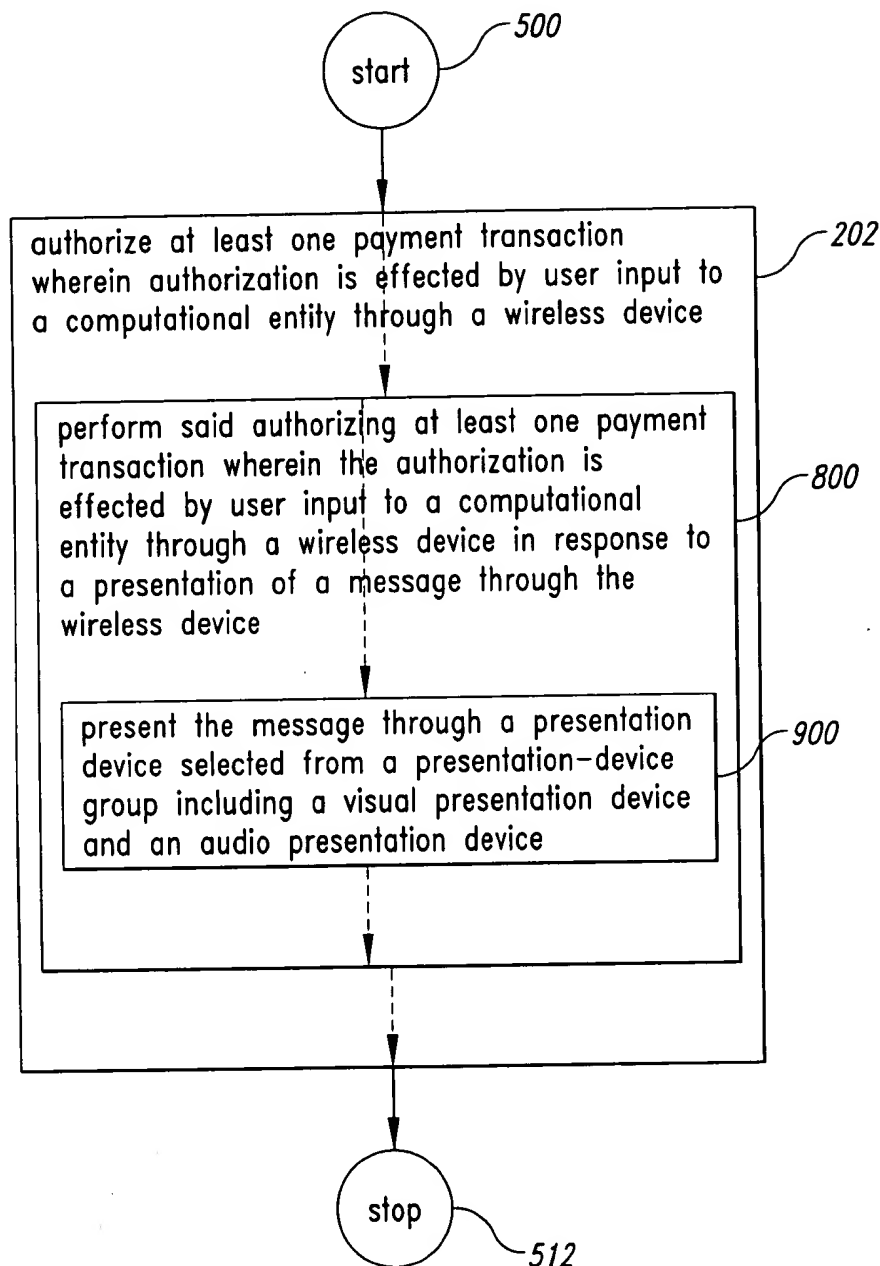 500
start
202
authorize at least one payment transaction
wherein authorization is effected by user input to
a computational entity through a wireless device
perform said authorizing at least one payment
transaction wherein the authorization is
effected by user input to a computational
entity through a wireless device in response to
a presentation of a message through the
wireless device
800
present the message through a presentation
device selected from a presentation-device
group including a visual presentation device
and an audio presentation device
900
stop
512